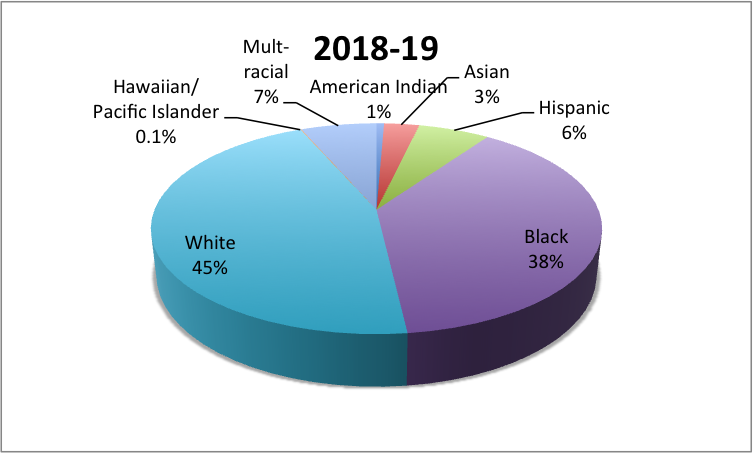 2018-19
Mult-
racial
7%
American Indian
1%
Asian
3%
Hawaiian/
Pacific Islander
0.1%
Hispanic
6%
White
45%
Black
38%